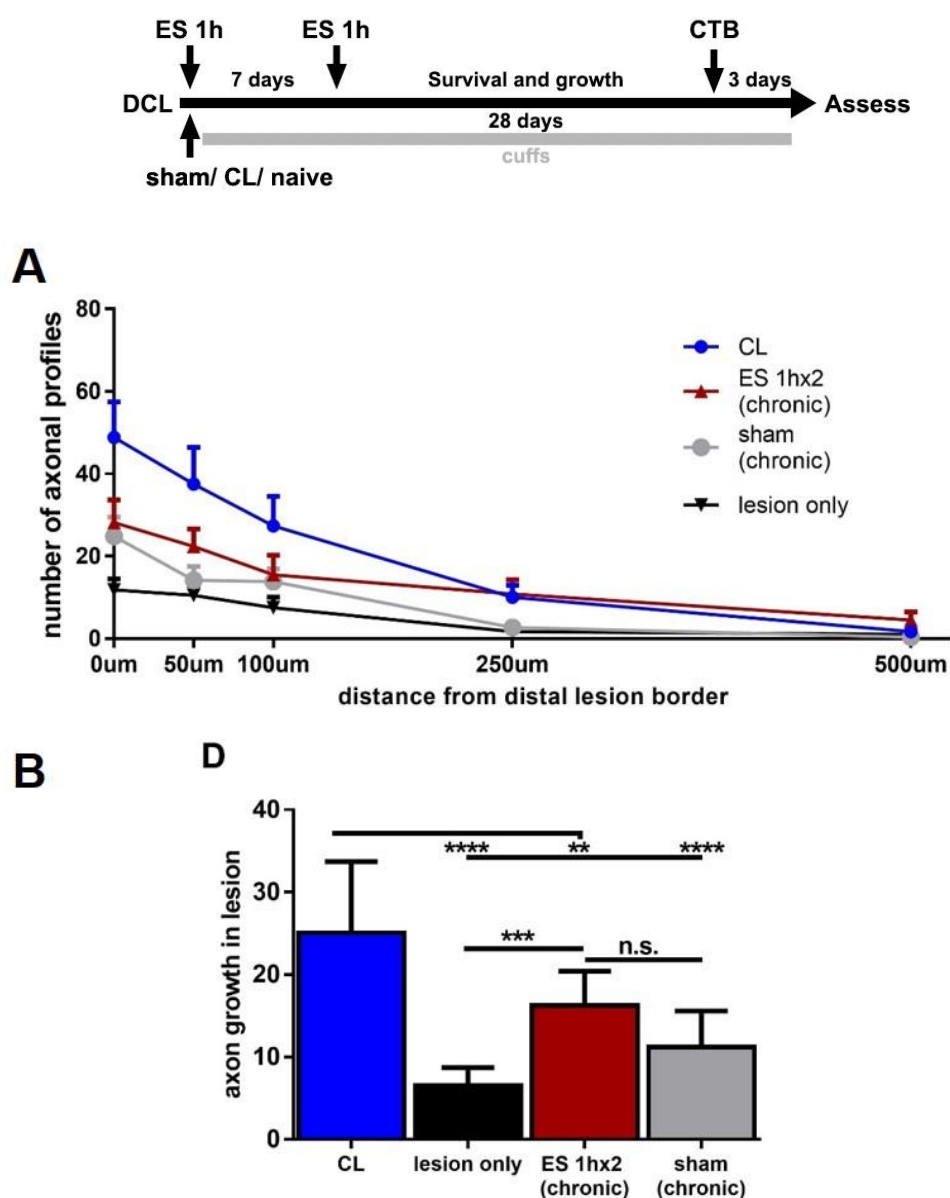 ES 1h ES 1h CTB
7 days Survival and growth 3 days
DCL Assess
28 days
cuffs
sham/ CL/ naive
A
number of axonal profiles
80
60
40
20
0
0um 50um 100um 250um 500um
distance from distal lesion border
CL
ES 1hx2
(chronic)
sham
(chronic)
lesion only
B
D
axon growth in lesion
40
30
20
10
0
**** ** ****
*** n.s.
CL lesion only ES 1hx2 sham
(chronic) (chronic)